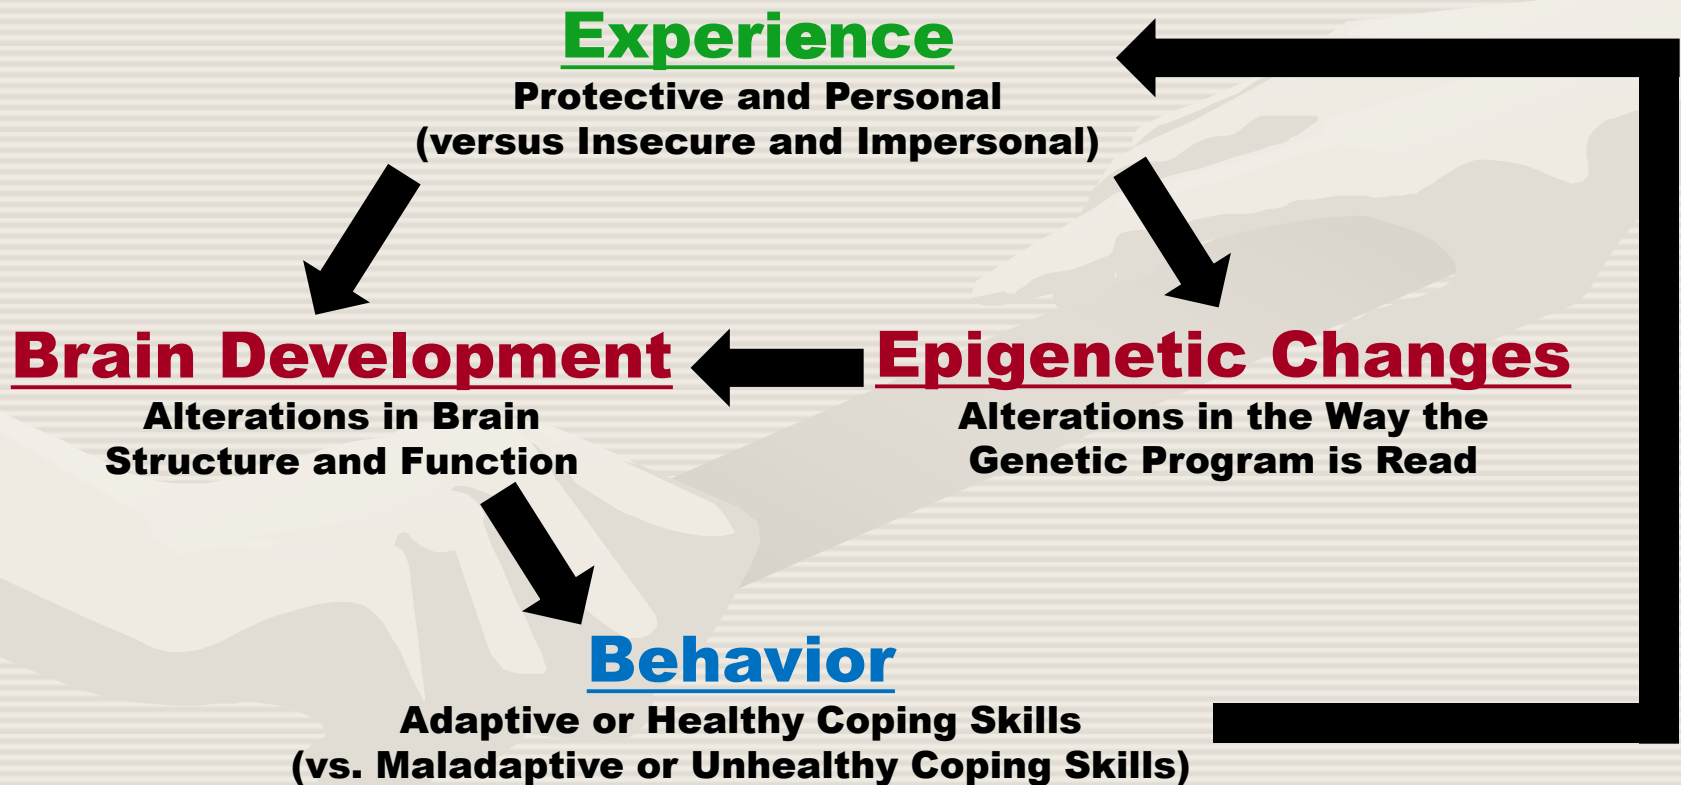 Experience
Protective and Personal
(versus Insecure and Impersonal)
Brain Development
Alterations in Brain
Structure and Function
Epigenetic Changes
Alterations in the Way the
Genetic Program is Read
Behavior
Adaptive or Healthy Coping Skills
(vs. Maladaptive or Unhealthy Coping Skills)